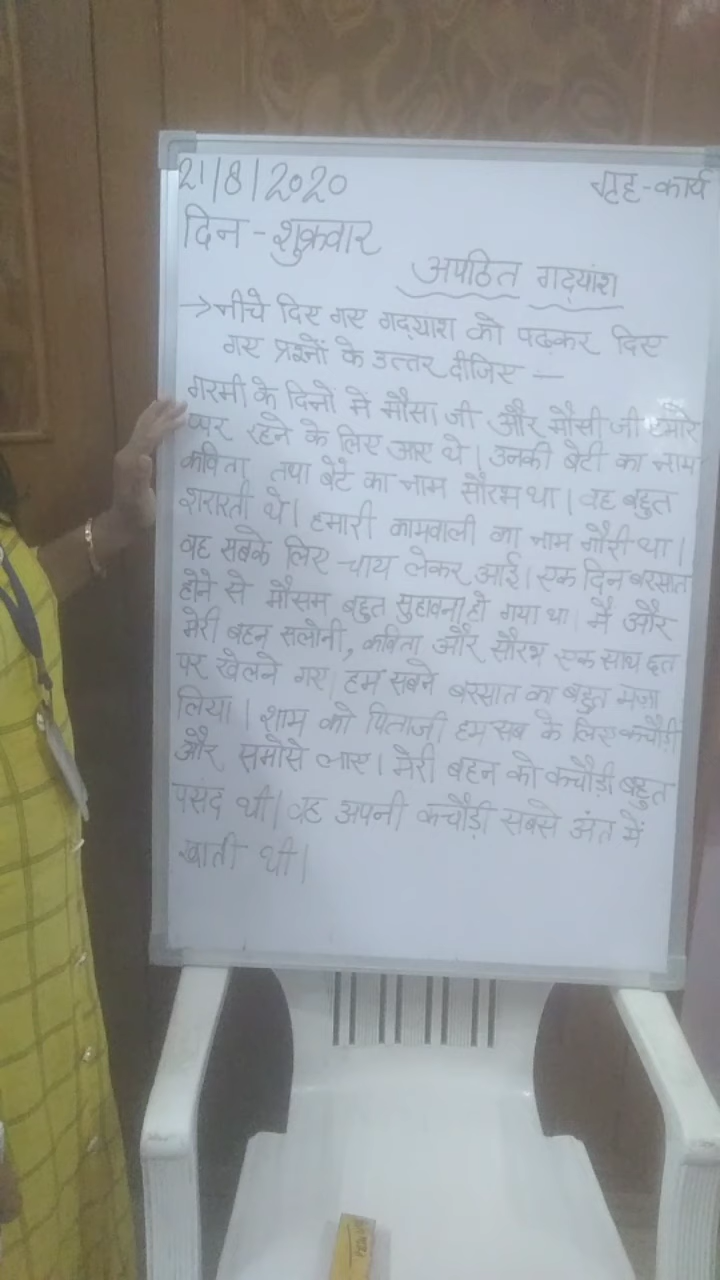 21/8/2020 गृह-कार्य
दिन - शुक्रवार
अपठित गद्यांश
→ नीचे दिए गए गद्यांश को पढ़कर दिए
गए प्रश्नों के उत्तर दीजिए :-
गरमी के दिनों में मौसा जी और मौसी जी हमारे
घर रहने के लिए आए थे। उनकी बेटी का नाम
कविता तथा बेटे का नाम सौरभ था। वह बहुत
शरारती थे। हमारी कामवाली का नाम गौरी था।
वह सबके लिए चाय लेकर आई। एक दिन बरसात
होने से मौसम बहुत सुहावना हो गया था। मै और
मेरी बहन सलोनी, कविता और सौरभ एक साथ छत
पर खेलने गए। हम सबने बरसात का बहुत मज़ा
लिया। शाम को पिताजी हम सब के लिए कचौड़ी
और समोसे लाए। मेरी बहन को कचौड़ी बहुत
पसंद थी। वह अपनी कचौड़ी सबसे अंत में
खाती थी।